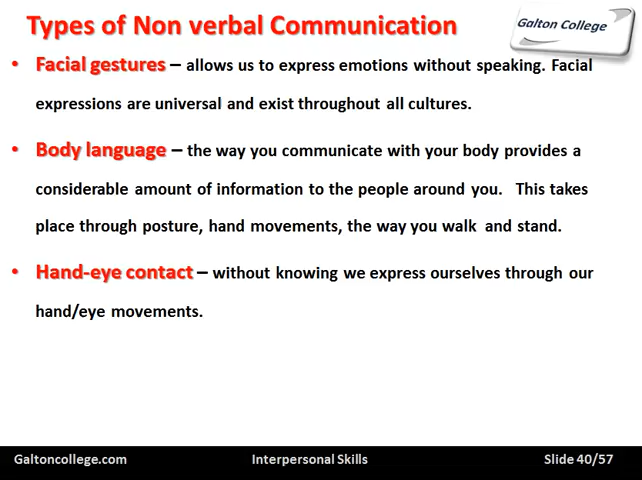 Types of Non verbal Communication
Galton College
• Facial gestures – allows us to express emotions without speaking. Facial
expressions are universal and exist throughout all cultures.
• Body language – the way you communicate with your body provides a
considerable amount of information to the people around you. This takes
place through posture, hand movements, the way you walk and stand.
• Hand-eye contact – without knowing we express ourselves through our
hand/eye movements.
Galtoncollege.com Interpersonal Skills Slide 40/57